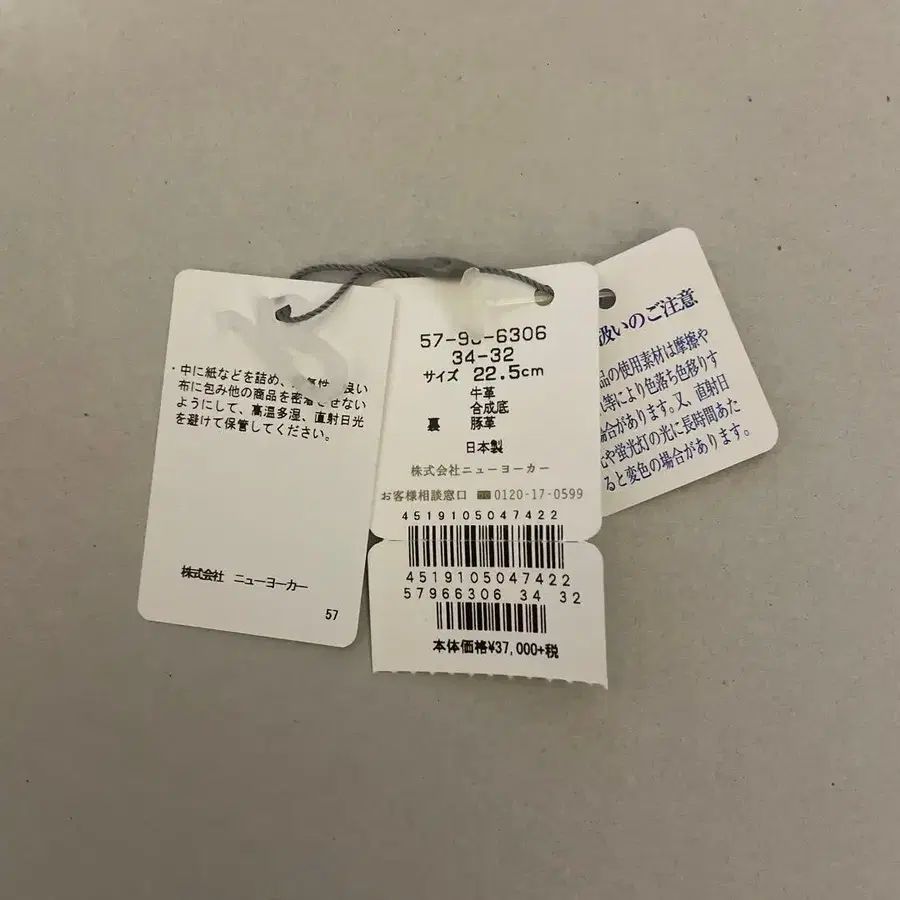 ・中に紙などを詰め、 性 良い
布に包み他の商品を密着させない
ようにして、高温多湿、直射日光
を避けて保管してください。
株式会社 ニューヨーカー
57
57-96-6306
34-32
サイズ 22.5cm
牛革
合成底
裏 豚革
日本製
株式会社ニューヨーカー
お客様相談窓口 0120-17-0599
4519105047422
4519105047422
57966306 34 32
本体価格¥37,000+税
扱いのご注意
品の使用素材は摩擦や
れ等により色落ち色移りす
場合があります。又、直射日
光や蛍光灯の光に長時間あた
ると変色の場合があります。